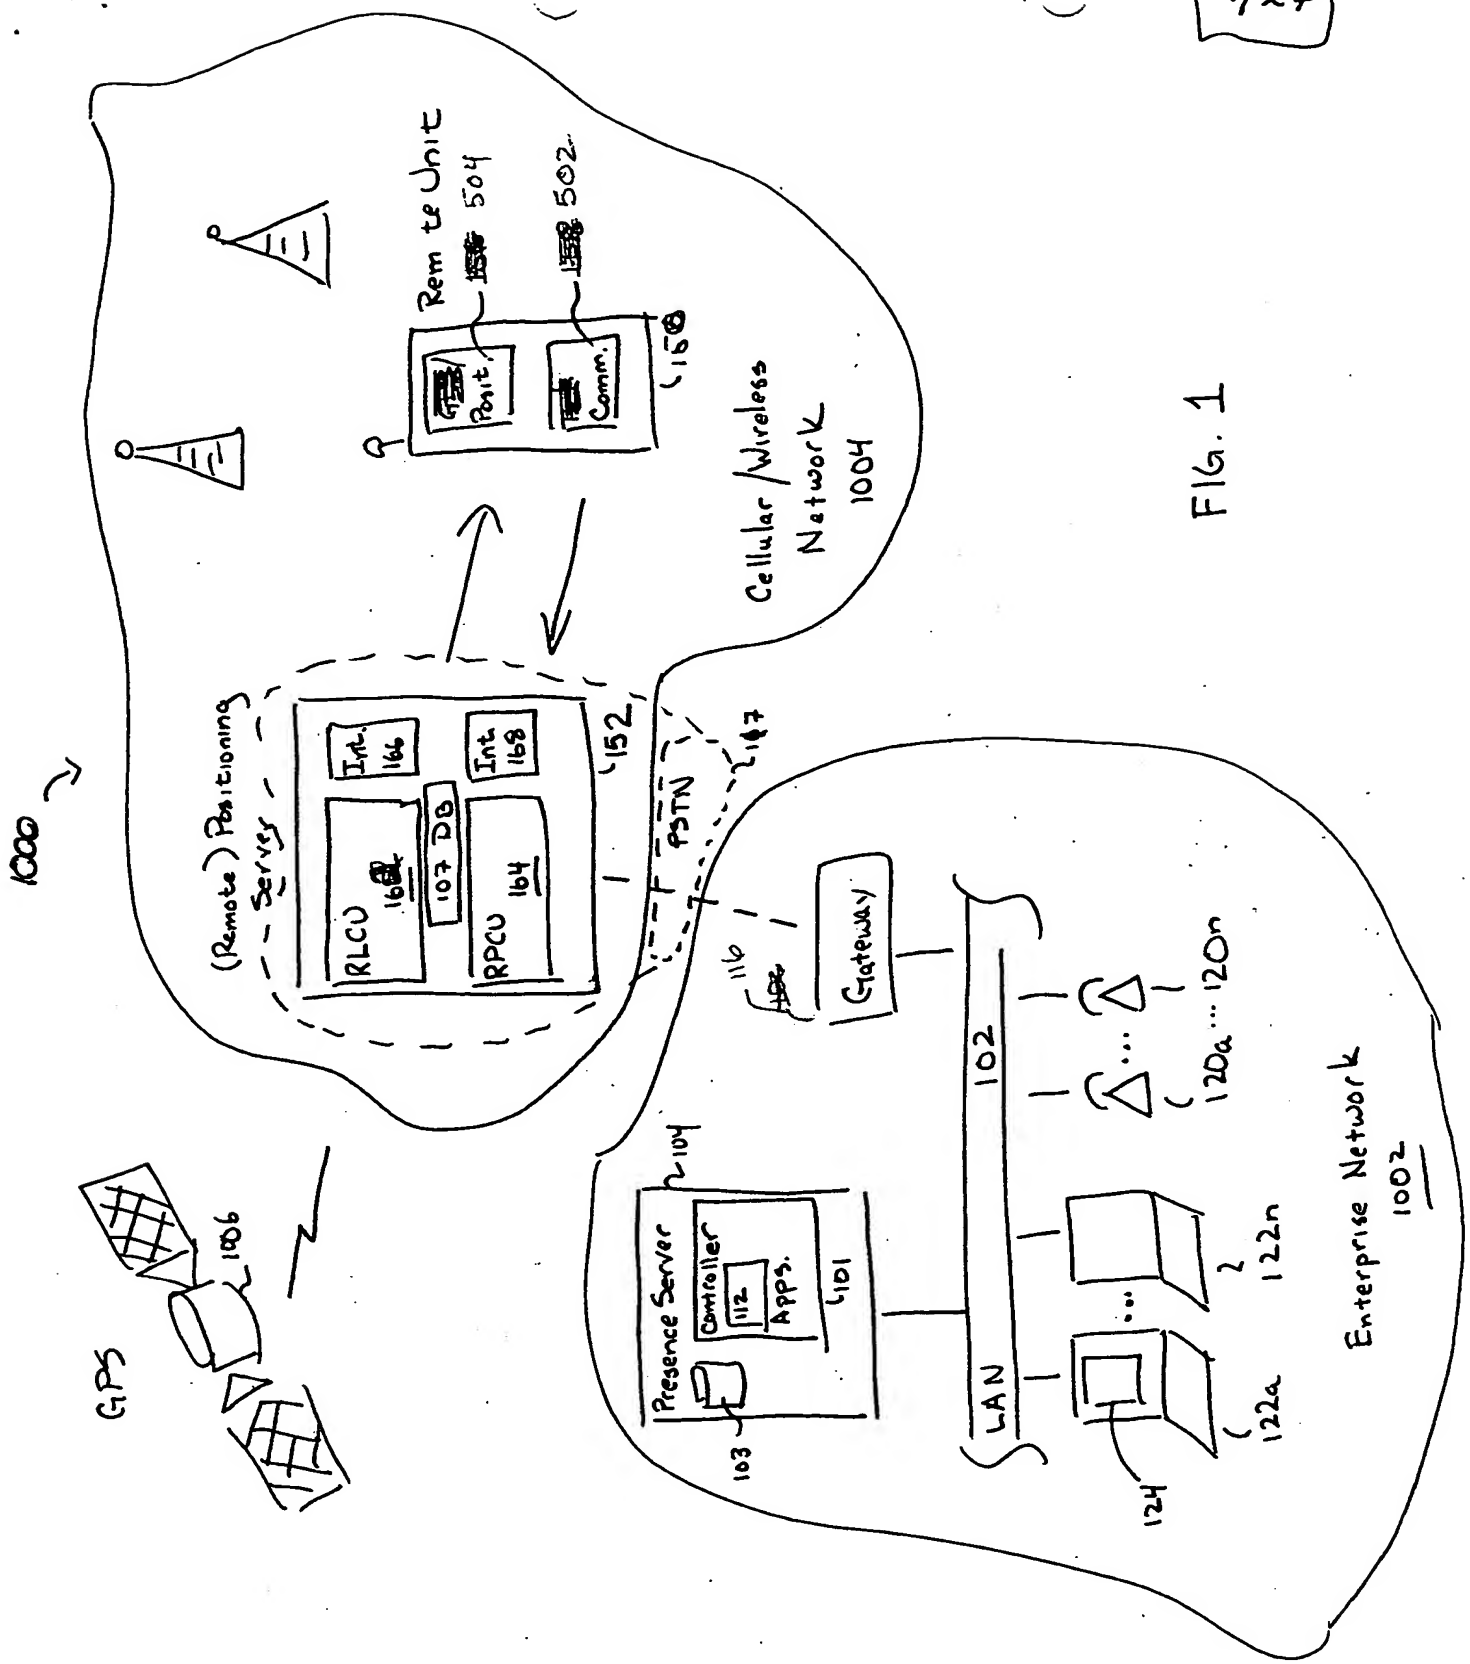 1000
GPS
1006
(Remote) Positioning
Server
RLCU
Int.
166
107 DB
RPCU
164
Int.
168
152
PSTN
Rem te Unit
504
502
Posit.
Comm.
Cellular/Wireless
Network
1004
Presence Server
104
Controller
112
Apps.
101
103
116
Gateway
LAN
102
124
122a
...
122n
...
120a ... 120n
Enterprise Network
1002
FIG. 1